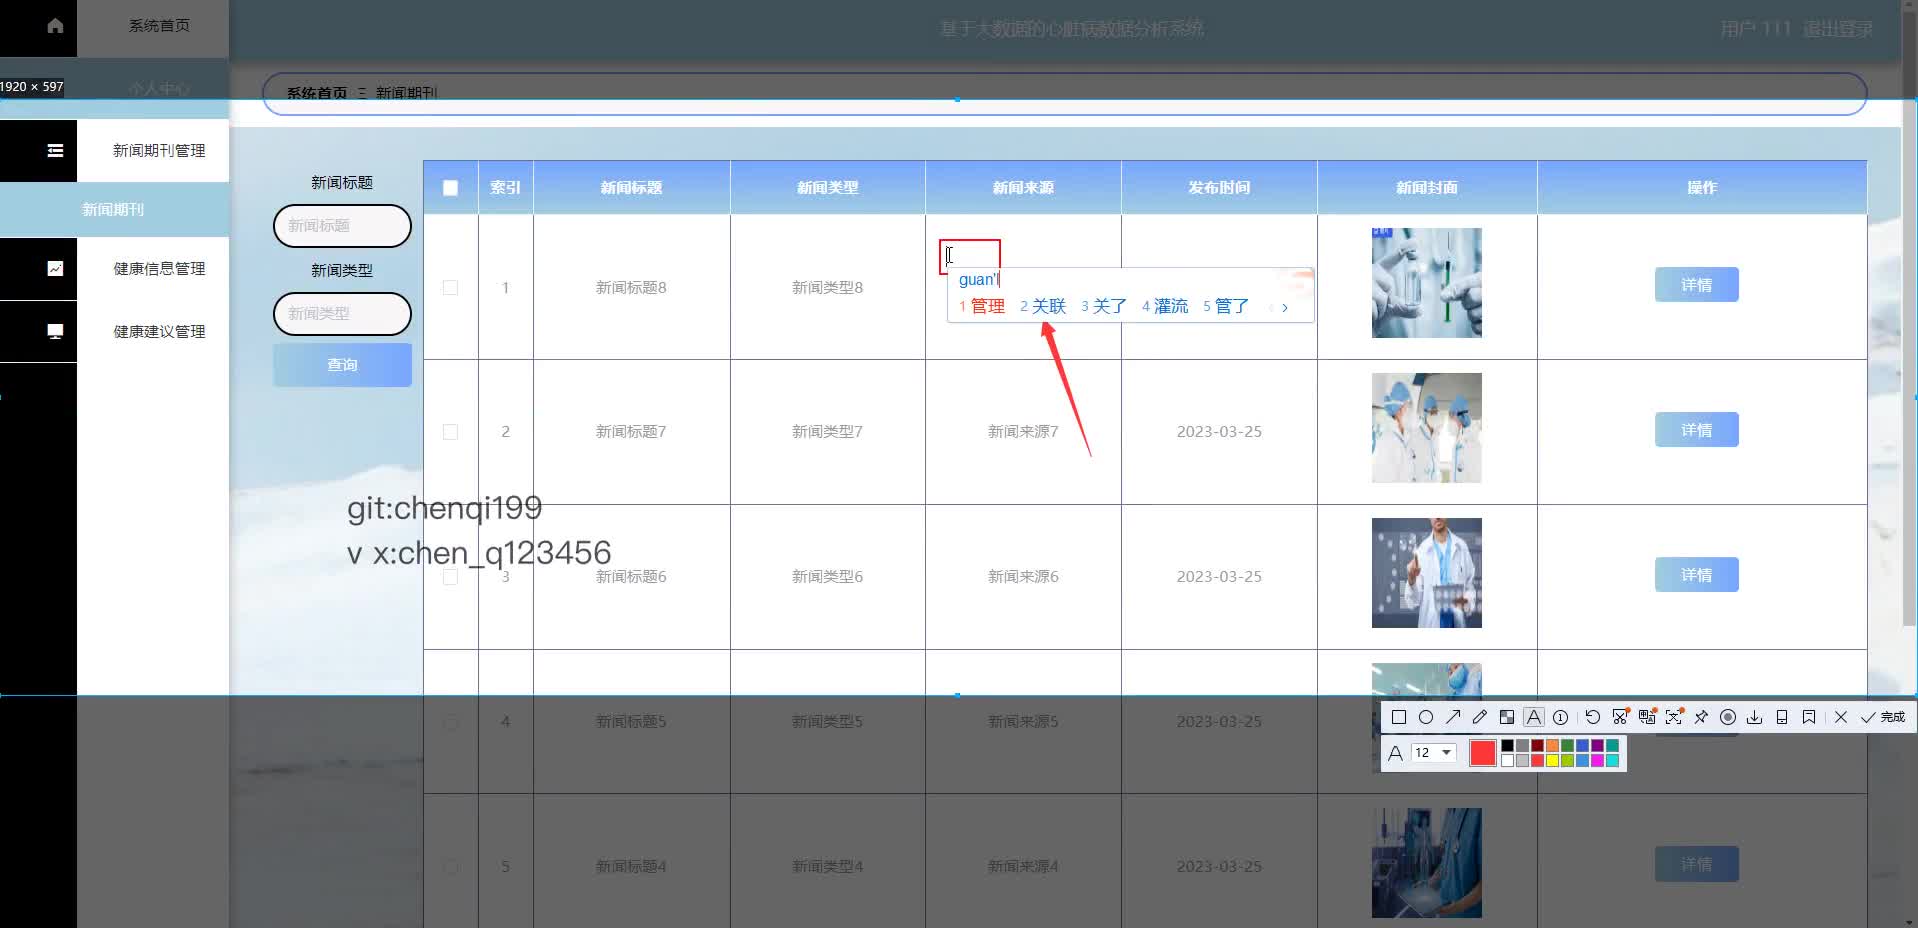 系统首页
基于大数据的心脏病数据分析系统
用户 111 退出登录
个人中心
1920 × 597
系统首页 三 新闻期刊
新闻期刊管理
新闻期刊
健康信息管理
健康建议管理
新闻标题
新闻标题
新闻类型
新闻类型
查询
索引 新闻标题 新闻类型 新闻来源 发布时间 新闻封面 操作
1 新闻标题8 新闻类型8 详情
guan'l
1 管理 2 关联 3 关了 4 灌流 5 管了
2 新闻标题7 新闻类型7 新闻来源7 2023-03-25 详情
git:chenqi199
v x:chen_q123456
3 新闻标题6 新闻类型6 新闻来源6 2023-03-25 详情
4 新闻标题5 新闻类型5 新闻来源5 2023-03-25
完成
A 12
5 新闻标题4 新闻类型4 新闻来源4 2023-03-25 详情